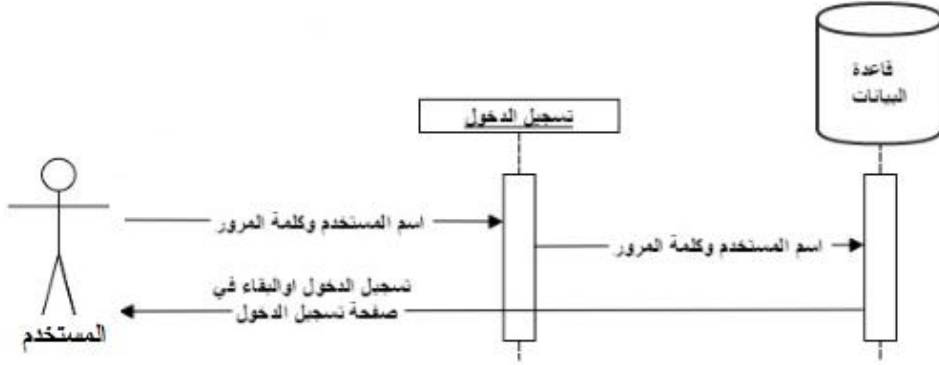 قاعدة
البيانات
تسجيل الدخول
اسم المستخدم وكلمة المرور
اسم المستخدم وكلمة المرور
تسجيل الدخول اوالبقاء في
صفحة تسجيل الدخول
المستخدم